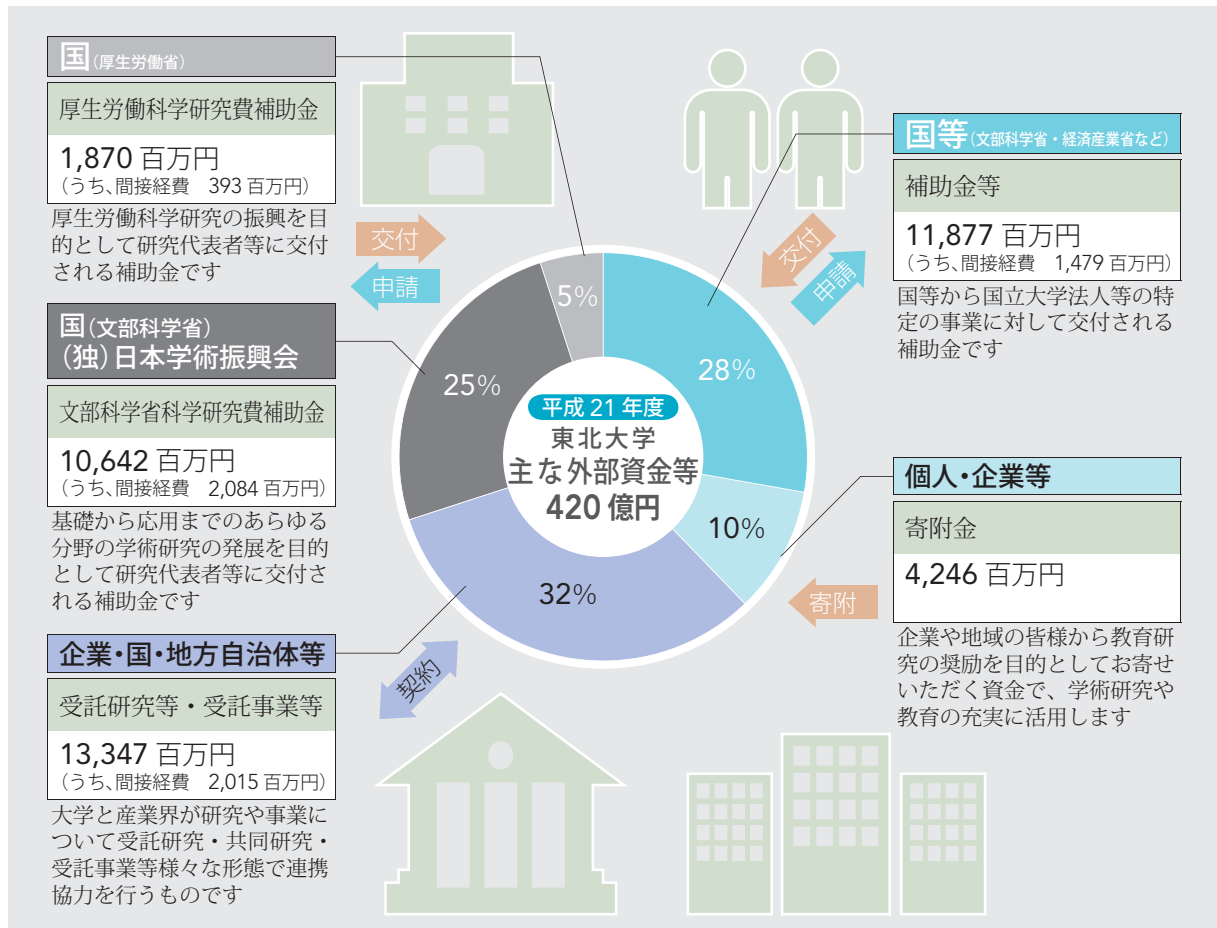 国(厚生労働省)
厚生労働科学研究費補助金
1,870 百万円
(うち、間接経費 393 百万円)
厚生労働科学研究の振興を目
的として研究代表者等に交付
される補助金です
交付
申請
国(文部科学省)
(独)日本学術振興会
文部科学省科学研究費補助金
10,642 百万円
(うち、間接経費 2,084 百万円)
基礎から応用までのあらゆる
分野の学術研究の発展を目的
として研究代表者等に交付さ
れる補助金です
企業・国・地方自治体等
受託研究等・受託事業等
13,347 百万円
(うち、間接経費 2,015 百万円)
大学と産業界が研究や事業に
ついて受託研究・共同研究・
受託事業等様々な形態で連携
協力を行うものです
契約
5%
28%
25%
10%
32%
平成 21 年度
東北大学
主な外部資金等
420 億円
国等(文部科学省・経済産業省など)
補助金等
11,877 百万円
(うち、間接経費 1,479 百万円)
国等から国立大学法人等の特
定の事業に対して交付される
補助金です
交付
申請
個人・企業等
寄附金
4,246 百万円
企業や地域の皆様から教育研
究の奨励を目的としてお寄せ
いただく資金で、学術研究や
教育の充実に活用します
寄附